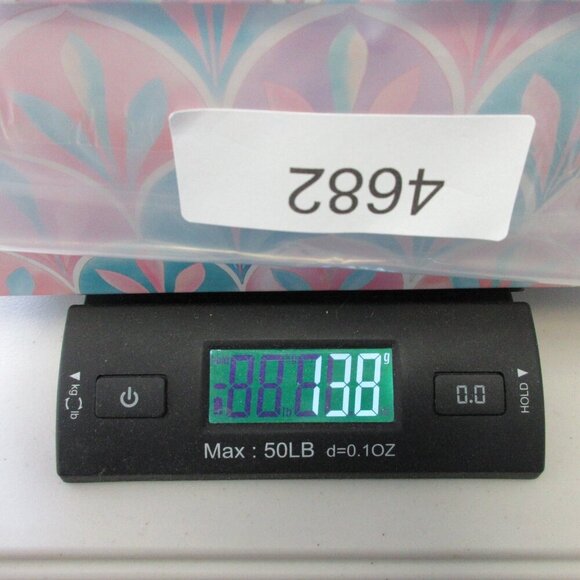 4682
138 g
kg lb
0.0
HOLD
Max : 50LB d=0.1OZ